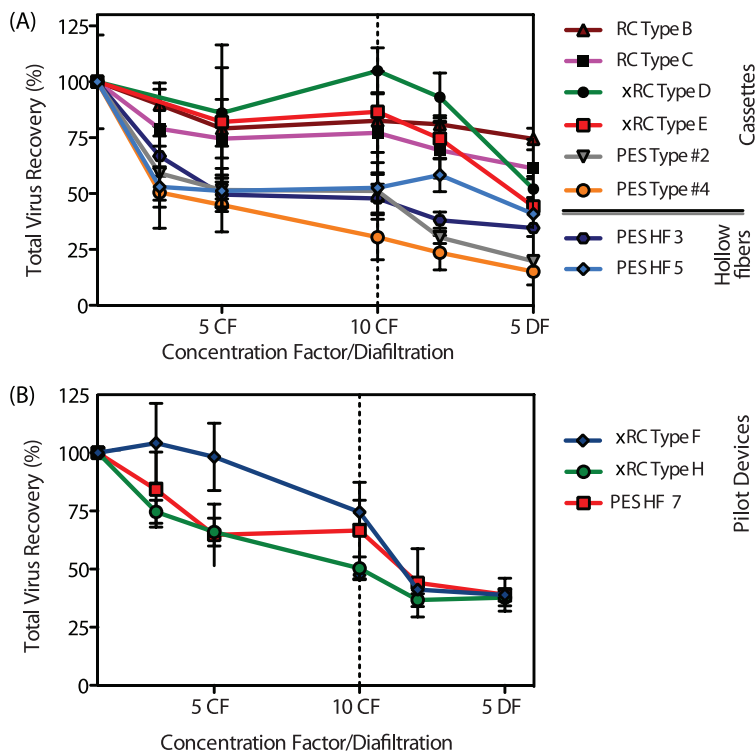 (A)
125
100
75
50
25
0
Total Virus Recovery (%)
5 CF
10 CF
5 DF
Concentration Factor/Diafiltration
RC Type B
RC Type C
xRC Type D
xRC Type E
PES Type #2
PES Type #4
PES HF 3
PES HF 5
Cassettes
Hollow
fibers
(B)
125
100
75
50
25
0
Total Virus Recovery (%)
5 CF
10 CF
5 DF
Concentration Factor/Diafiltration
xRC Type F
xRC Type H
PES HF 7
Pilot Devices